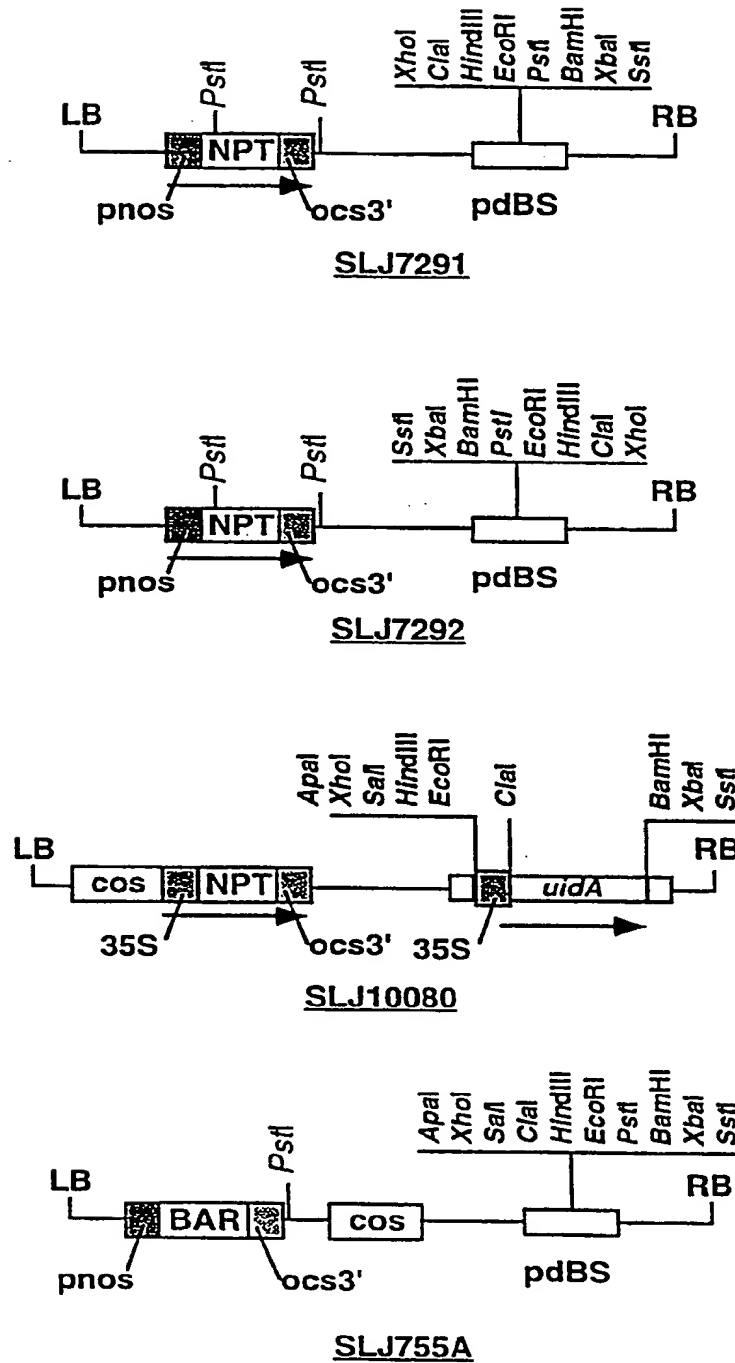 XhoI ClaI HindIII EcoRI PstI BamHI XbaI SstI
PstI PstI
LB RB
NPT
pnos ocs3' pdBS
SLJ7291
SstI XbaI BamHI PstI EcoRI HindIII ClaI XhoI
PstI PstI
LB RB
NPT
pnos ocs3' pdBS
SLJ7292
ApaI XhoI SalI HindIII EcoRI ClaI BamHI XbaI SstI
LB RB
cos NPT uidA
35S ocs3' 35S
SLJ10080
ApaI XhoI SalI ClaI HindIII EcoRI PstI BamHI XbaI SstI
PstI
LB RB
BAR cos
pnos ocs3' pdBS
SLJ755A